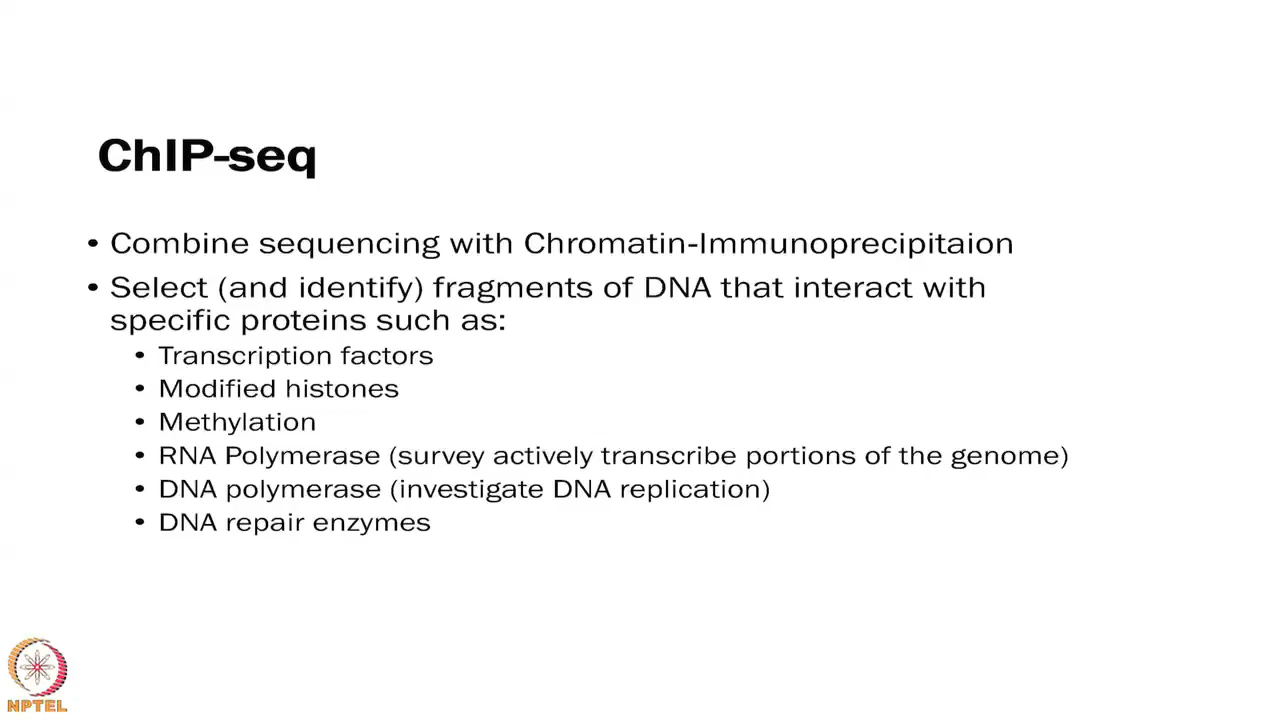 ChIP-seq
• Combine sequencing with Chromatin-Immunoprecipitaion
• Select (and identify) fragments of DNA that interact with
specific proteins such as:
• Transcription factors
• Modified histones
• Methylation
• RNA Polymerase (survey actively transcribe portions of the genome)
• DNA polymerase (investigate DNA replication)
• DNA repair enzymes
NPTEL